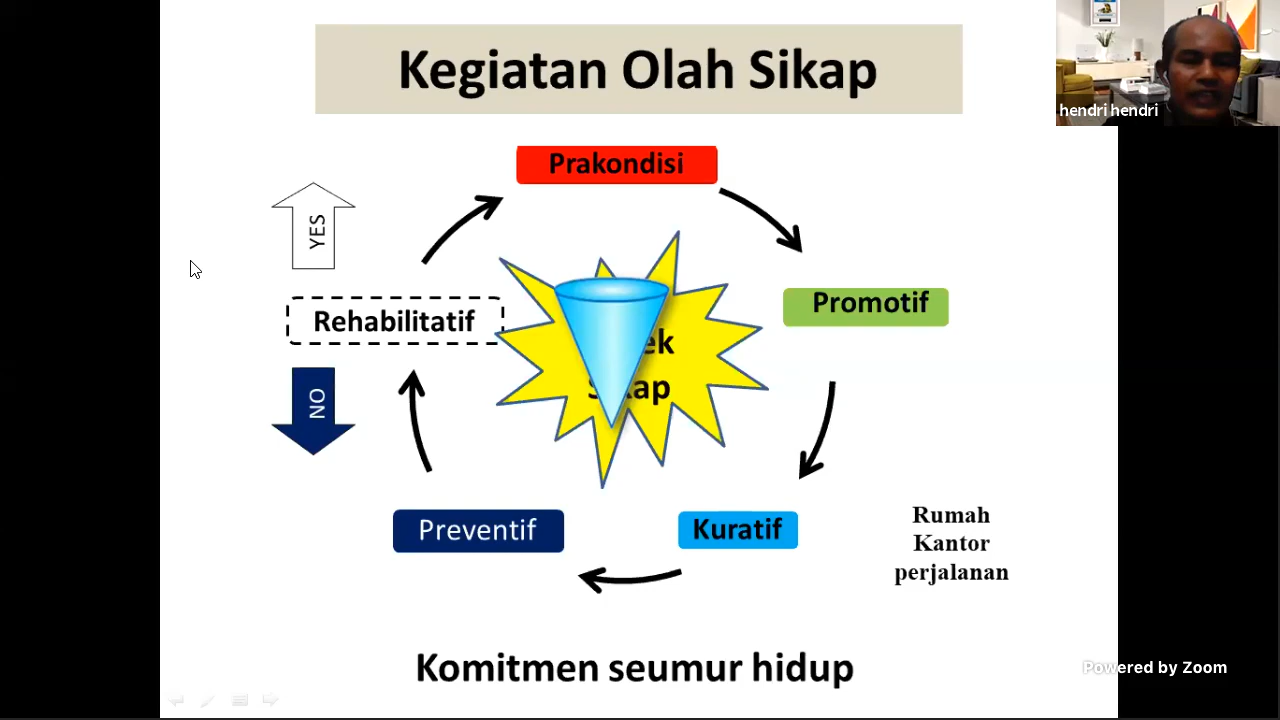 Kegiatan Olah Sikap
hendri hendri
Prakondisi
YES
Promotif
Rehabilitatif
NO
Preventif
Kuratif
Rumah
Kantor
perjalanan
Komitmen seumur hidup
Powered by Zoom